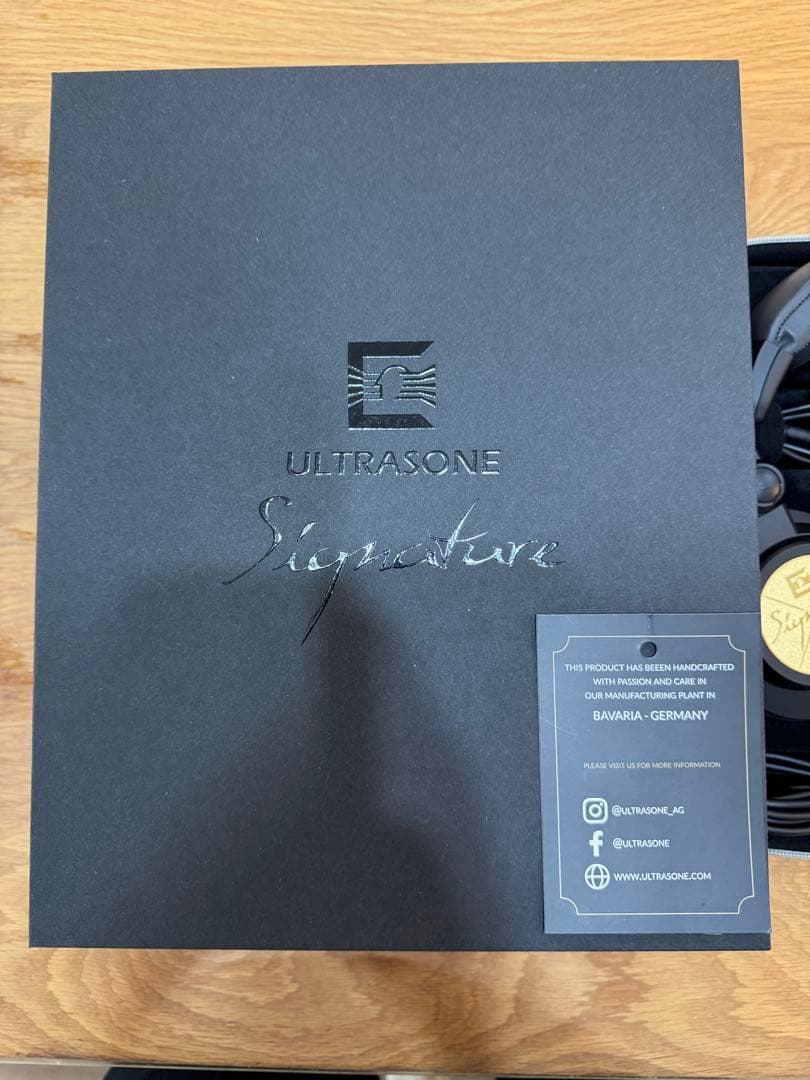 ULTRASONE
Signature
THIS PRODUCT HAS BEEEN HANDCRAFTED
WITH PASSION AND CARE IN
OUR MANUFACTURING PLANT IN
BAVARIA - GERMANY
PLEASE VISIT US FOR MORE INFORMATION
@ULTRASONE_AG
@ULTRASONE
WWW.ULTRASONE.COM